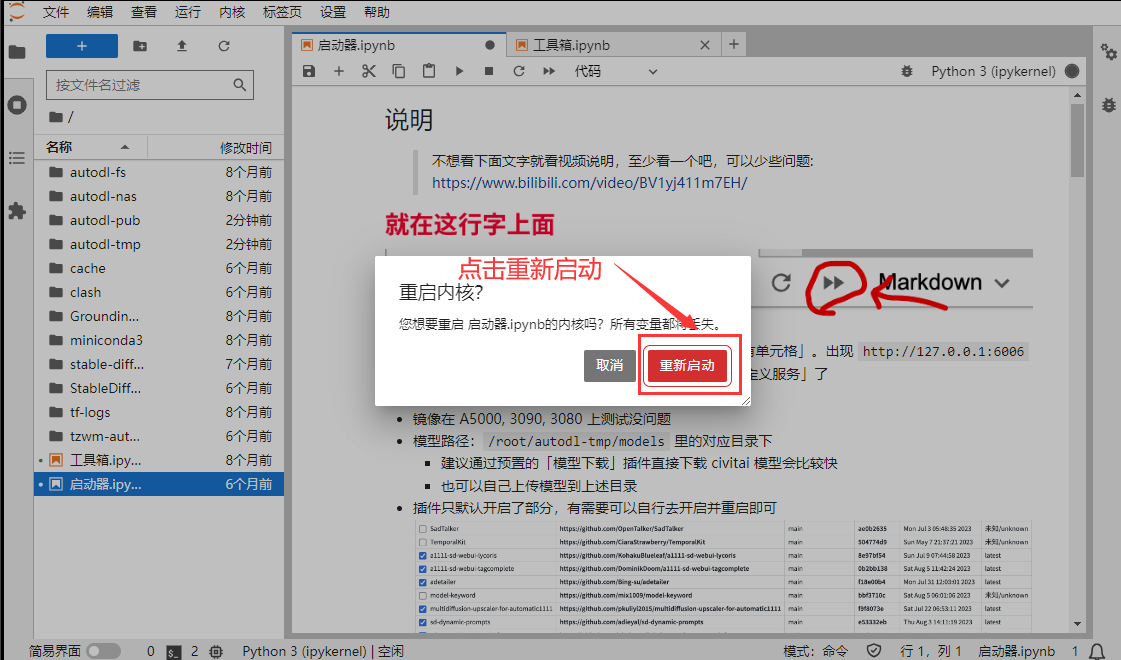 文件 编辑 查看 运行 内核 标签页 设置 帮助
+
按文件名过滤
/
名称 修改时间
autodl-fs 8个月前
autodl-nas 8个月前
autodl-pub 2分钟前
autodl-tmp 2分钟前
cache 6个月前
clash 6个月前
Groundin... 8个月前
miniconda3 8个月前
stable-diff... 7个月前
StableDiff... 6个月前
tf-logs 8个月前
tzwm-aut... 6个月前
工具箱.ipy... 8个月前
启动器.ipy... 6个月前
启动器.ipynb 工具箱.ipynb
代码 Python 3 (ipykernel)
说明
不想看下面文字就看视频说明，至少看一个吧，可以少些问题:
https://www.bilibili.com/video/BV1yj411m7EH/
就在这行字上面
Markdown
点击重新启动
重启内核?
您想要重启 启动器.ipynb的内核吗? 所有变量都将丢失。
取消 重新启动
有单元格」。出现 http://127.0.0.1:6006
定义服务」了
镜像在 A5000, 3090, 3080 上测试没问题
模型路径: /root/autodl-tmp/models 里的对应目录下
建议通过预置的「模型下载」插件直接下载 civitai 模型会比较快
也可以自己上传模型到上述目录
插件只默认开启了部分，有需要可以自行去开启并重启即可
SadTalker https://github.com/OpenTalker/SadTalker main ae0b2635 Mon Jul 3 05:48:35 2023 未知/unknown
TemporalKit https://github.com/CiaraStrawberry/TemporalKit main 504774d9 Sun May 7 21:37:21 2023 未知/unknown
a1111-sd-webui-lycoris https://github.com/KohakuBlueleaf/a1111-sd-webui-lycoris main 8e97bf54 Sun Jul 9 07:44:58 2023 latest
a1111-sd-webui-tagcomplete https://github.com/DominikDoom/a1111-sd-webui-tagcomplete main 0b2bb138 Sat Aug 5 11:42:24 2023 latest
adetailer https://github.com/Bing-su/adetailer main f18e00b4 Mon Jul 31 12:03:01 2023 latest
model-keyword https://github.com/mix1009/model-keyword main bbf3710c Sat Aug 5 06:01:06 2023 未知/unknown
multidiffusion-upscaler-for-automatic1111 https://github.com/pkuliyi2015/multidiffusion-upscaler-for-automatic1111 main f9f8073e Sat Jul 22 06:53:11 2023 latest
sd-dynamic-prompts https://github.com/adieyal/sd-dynamic-prompts main e53332eb Thu Aug 3 14:11:19 2023 latest
简易界面 0 2 Python 3 (ipykernel) | 空闲 模式: 命令 行 1，列 1 启动器.ipynb 1